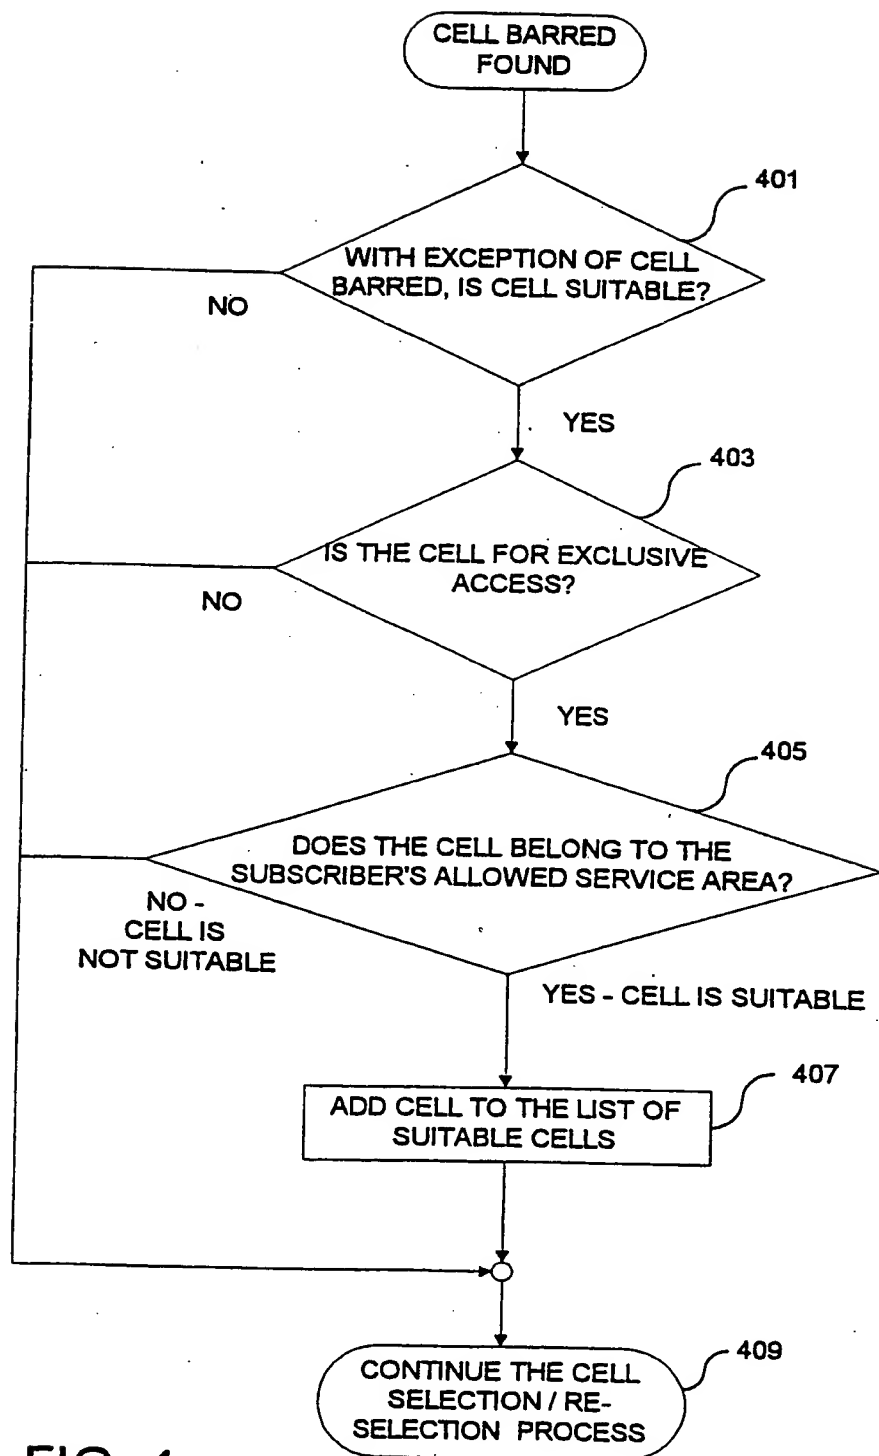 CELL BARRED
FOUND
401
WITH EXCEPTION OF CELL
BARRED, IS CELL SUITABLE?
NO
YES
403
IS THE CELL FOR EXCLUSIVE
ACCESS?
NO
YES
405
DOES THE CELL BELONG TO THE
SUBSCRIBER'S ALLOWED SERVICE AREA?
NO -
CELL IS
NOT SUITABLE
YES - CELL IS SUITABLE
407
ADD CELL TO THE LIST OF
SUITABLE CELLS
409
CONTINUE THE CELL
SELECTION / RE-
SELECTION PROCESS